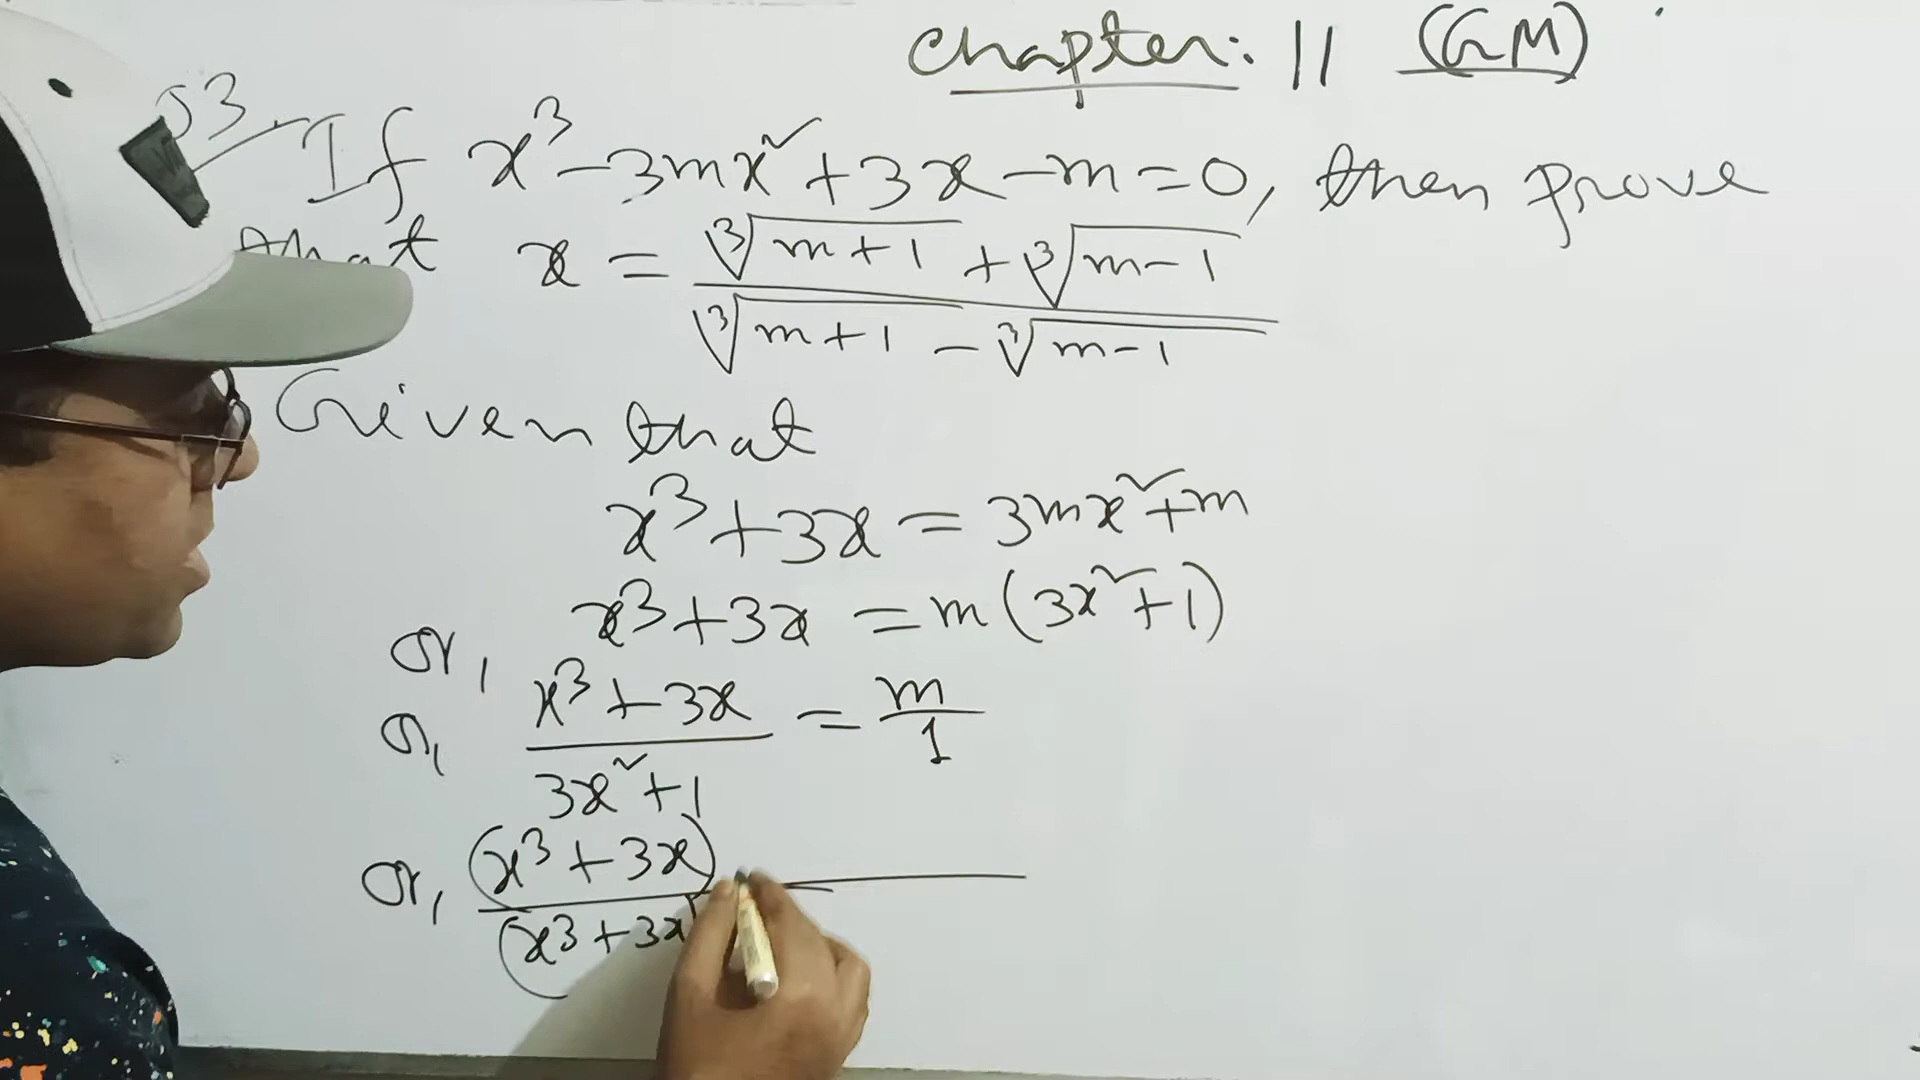 Chapter: 11 (GM)
If x³ - 3mx² + 3x - m = 0, then prove
that x = (∛(m+1) + ∛(m-1)) / (∛(m+1) - ∛(m-1))
Given that
x³ + 3x = 3mx² + m
or, x³ + 3x = m(3x² + 1)
or, (x³ + 3x) / (3x² + 1) = m / 1
or, (x³ + 3x) / (x³ + 3x